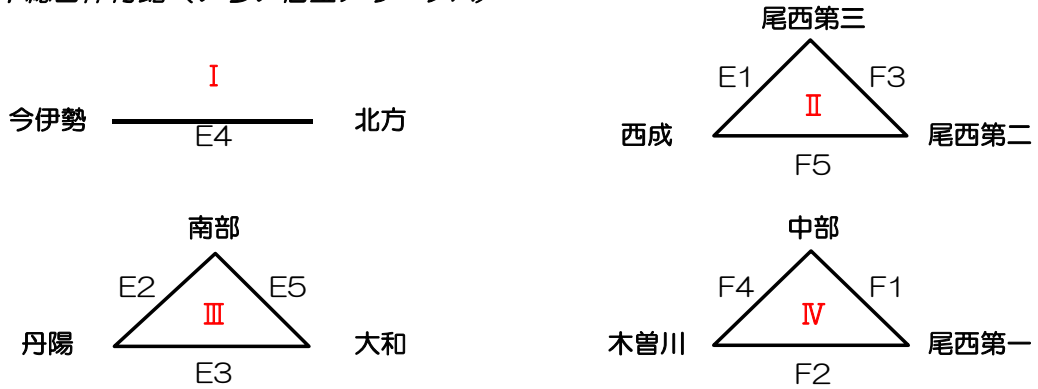 尾西第三
Ⅰ
E1
F3
Ⅱ
今伊勢
北方
E4
西成
尾西第二
F5
南部
中部
E2
E5
F4
F1
Ⅲ
Ⅳ
丹陽
大和
木曽川
尾西第一
E3
F2